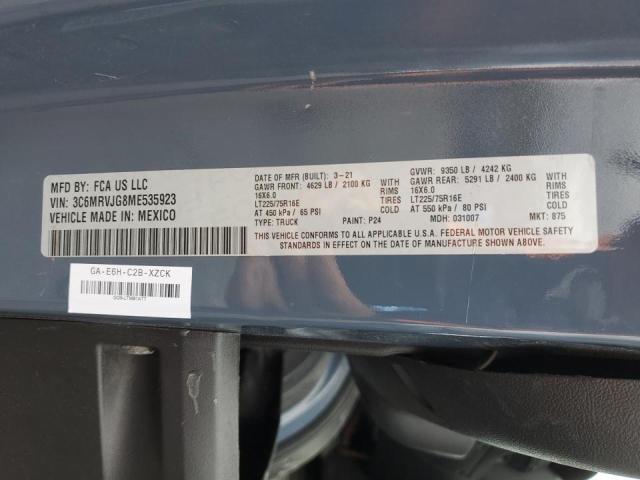 MFD BY: FCA US LLC
VIN: 3C6MRVJG8ME535923
VEHICLE MADE IN: MEXICO
DATE OF MFR (BUILT): 3-21
GAWR FRONT: 4629 LB / 2100 KG
16X6.0
LT225/75R16E
AT 450 kPa / 65 PSI
TYPE: TRUCK
WITH
RIMS
TIRES
COLD
PAINT: P24
GVWR: 9350 LB / 4242 KG
GAWR REAR: 5291 LB / 2400 KG
16X6.0
LT225/75R16E
AT 550 kPa / 80 PSI
MDH: 031007
WITH
RIMS
TIRES
COLD
MKT: 875
THIS VEHICLE CONFORMS TO ALL APPLICABLE U.S.A. FEDERAL MOTOR VEHICLE SAFETY
STANDARDS IN EFFECT ON THE DATE OF MANUFACTURE SHOWN ABOVE.
GA-E6H-C2B-XZCK